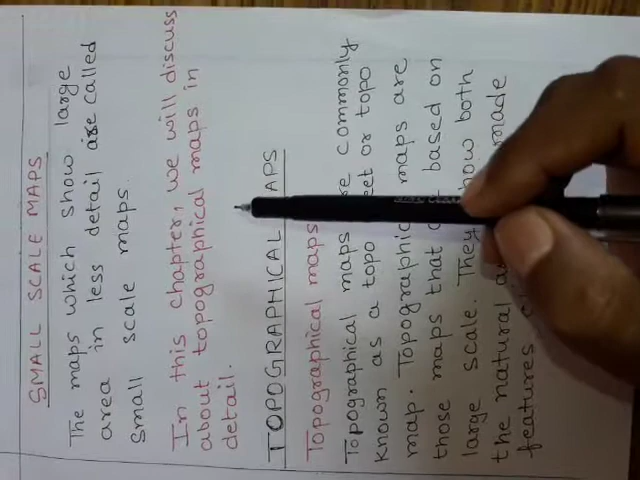 SMALL SCALE MAPS
The maps which show large
area in less detail are called
small scale maps.
In this chapter, we will discuss
about topographical maps in
detail.
TOPOGRAPHICAL APS
Topographical maps
Topographical maps commonly
known as a topo or topo
map. Topographic maps are
those maps that based on
large scale. They both
the natural made
features